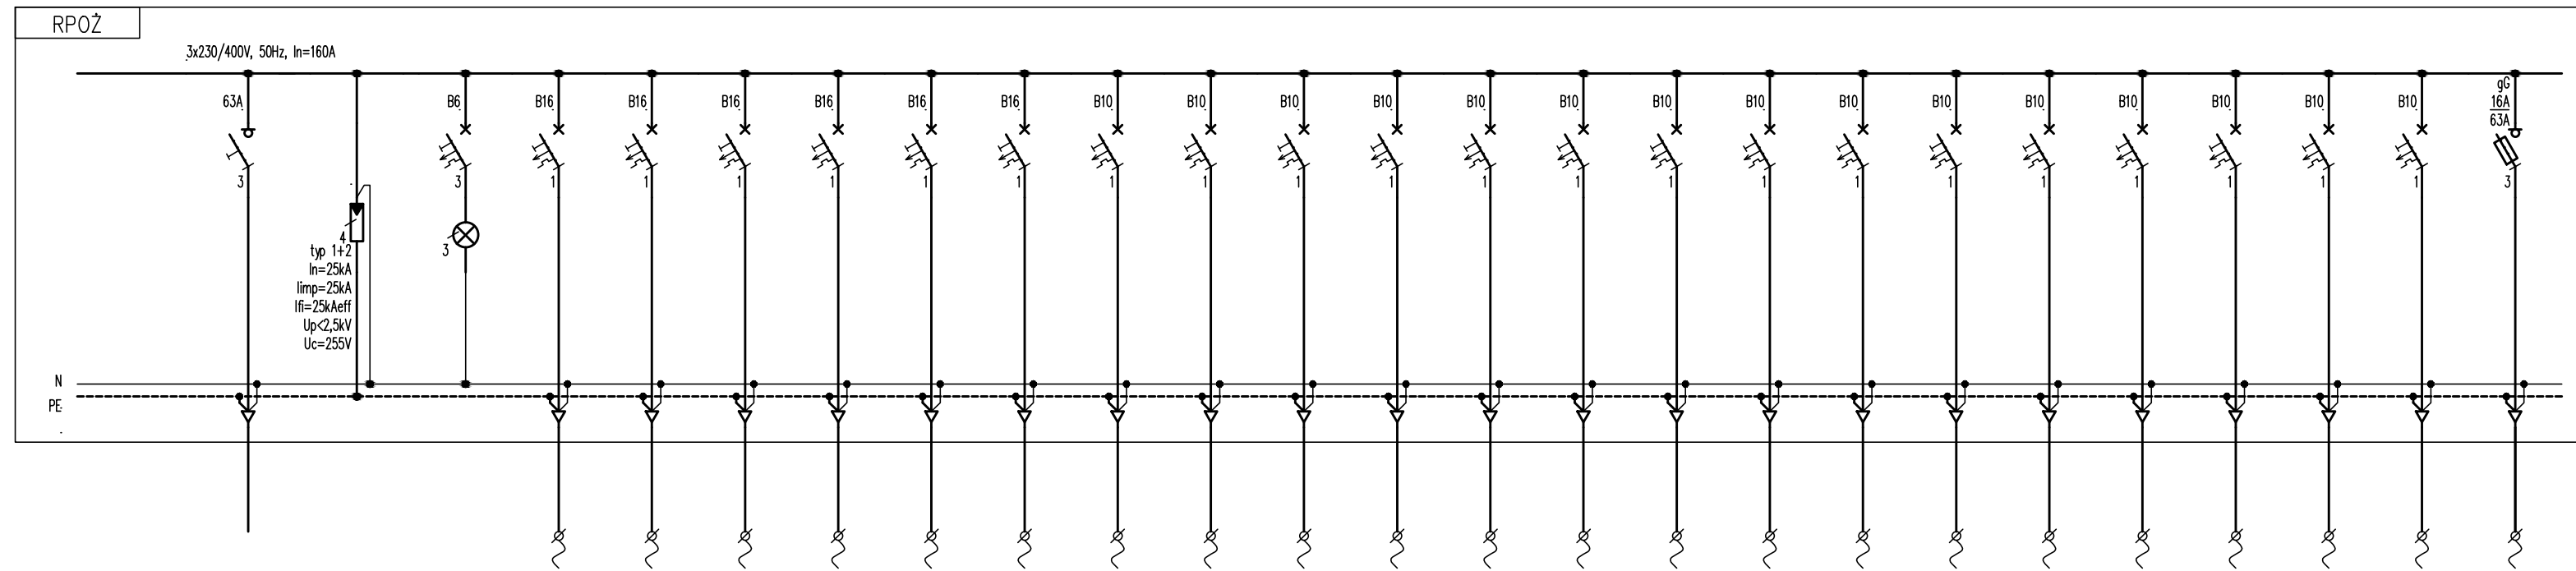 RPOŻ
3x230/400V, 50Hz, In=160A
63A B6 B16 B16 B16 B16 B16 B16 B10 B10 B10 B10 B10 B10 B10 B10 B10 B10 B10 B10 B10 B10 B10
gG
16A
63A
3 3 1 1 1 1 1 1 1 1 1 1 1 1 1 1 1 1 1 1 1 1 1 3
4
3
typ 1+2
In=25kA
Iimp=25kA
Ifi=25kAeff
Up<2,5kV
Uc=255V
N
PE